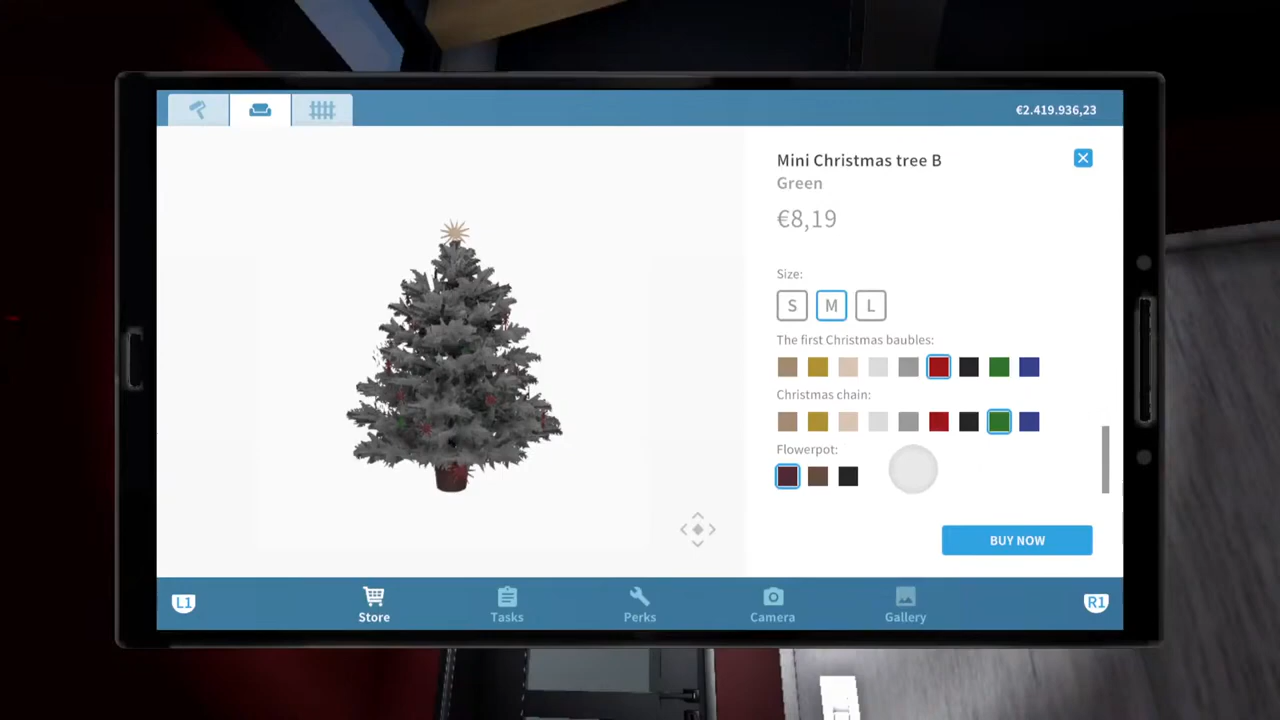 €2.419.936,23
Mini Christmas tree B
Green
€8,19
Size:
S M L
The first Christmas baubles:
Christmas chain:
Flowerpot:
BUY NOW
L1 Store Tasks Perks Camera Gallery R1